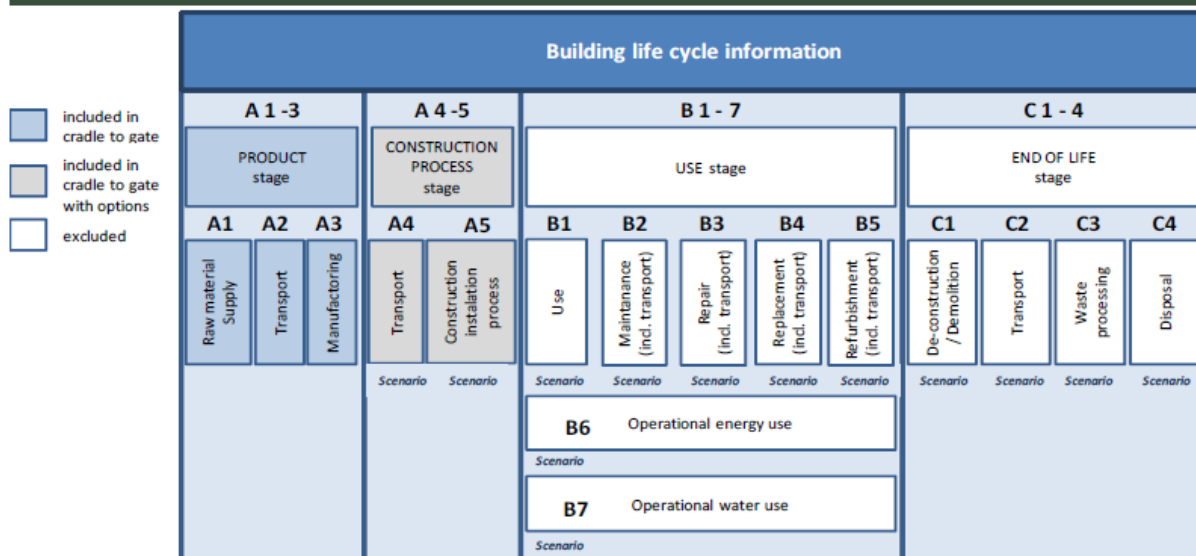 Building life cycle information
included in
cradle to gate
included in
cradle to gate
with options
excluded
A 1 -3
A 4 -5
B 1 - 7
C 1 - 4
PRODUCT
stage
CONSTRUCTION
PROCESS
stage
USE stage
END OF LIFE
stage
A1
A2
A3
A4
A5
B1
B2
B3
B4
B5
C1
C2
C3
C4
Raw material
Supply
Transport
Manufactoring
Transport
Construction
instalation
process
Use
Maintanance
(incl. transport)
Repair
(incl. transport)
Replacement
(incl. transport)
Refurbishment
(incl. transport)
De-construction
/ Demolition
Transport
Waste
processing
Disposal
Scenario
Scenario
Scenario
Scenario
Scenario
Scenario
Scenario
Scenario
Scenario
Scenario
Scenario
B6
Operational energy use
Scenario
B7
Operational water use
Scenario